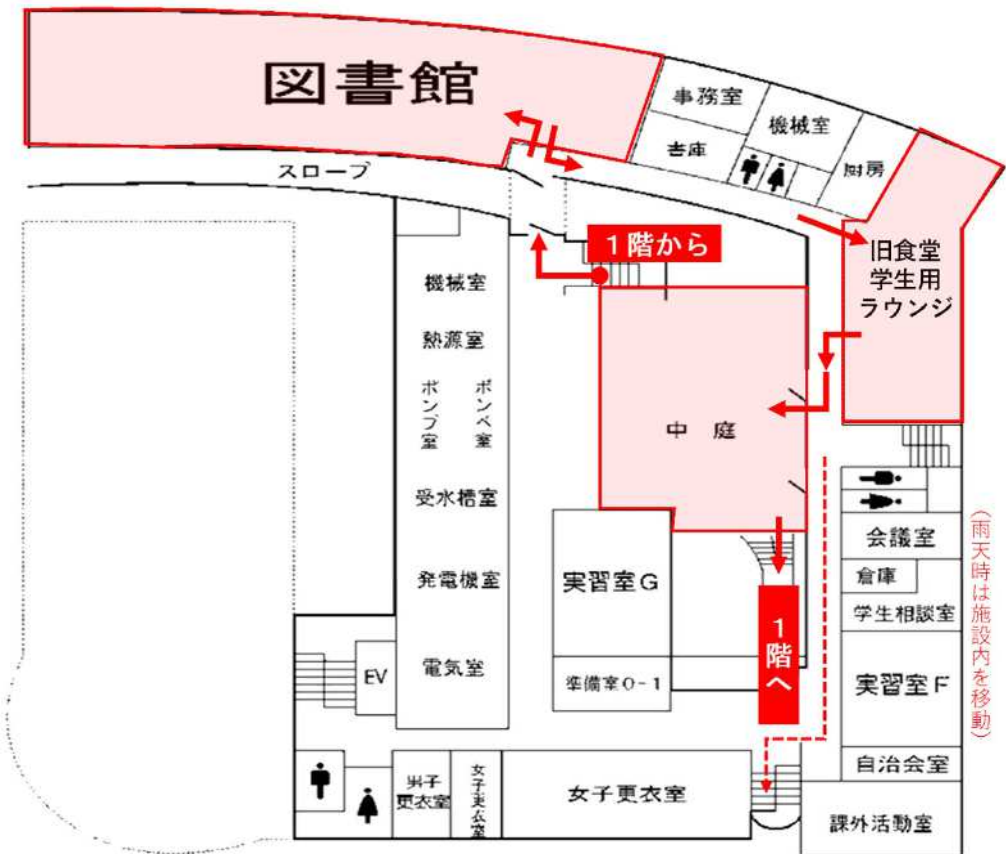 図書館
事務室
機械室
書庫
厨房
スロープ
1階から
旧食堂
学生用
ラウンジ
機械室
熱源室
ポンプ室
ボンベ室
中庭
受水槽室
会議室
発電機室
実習室G
倉庫
学生相談室
1階へ
(雨天時は施設内を移動)
電気室
EV
準備室O-1
実習室F
自治会室
男子
更衣室
女子更衣室
女子更衣室
課外活動室